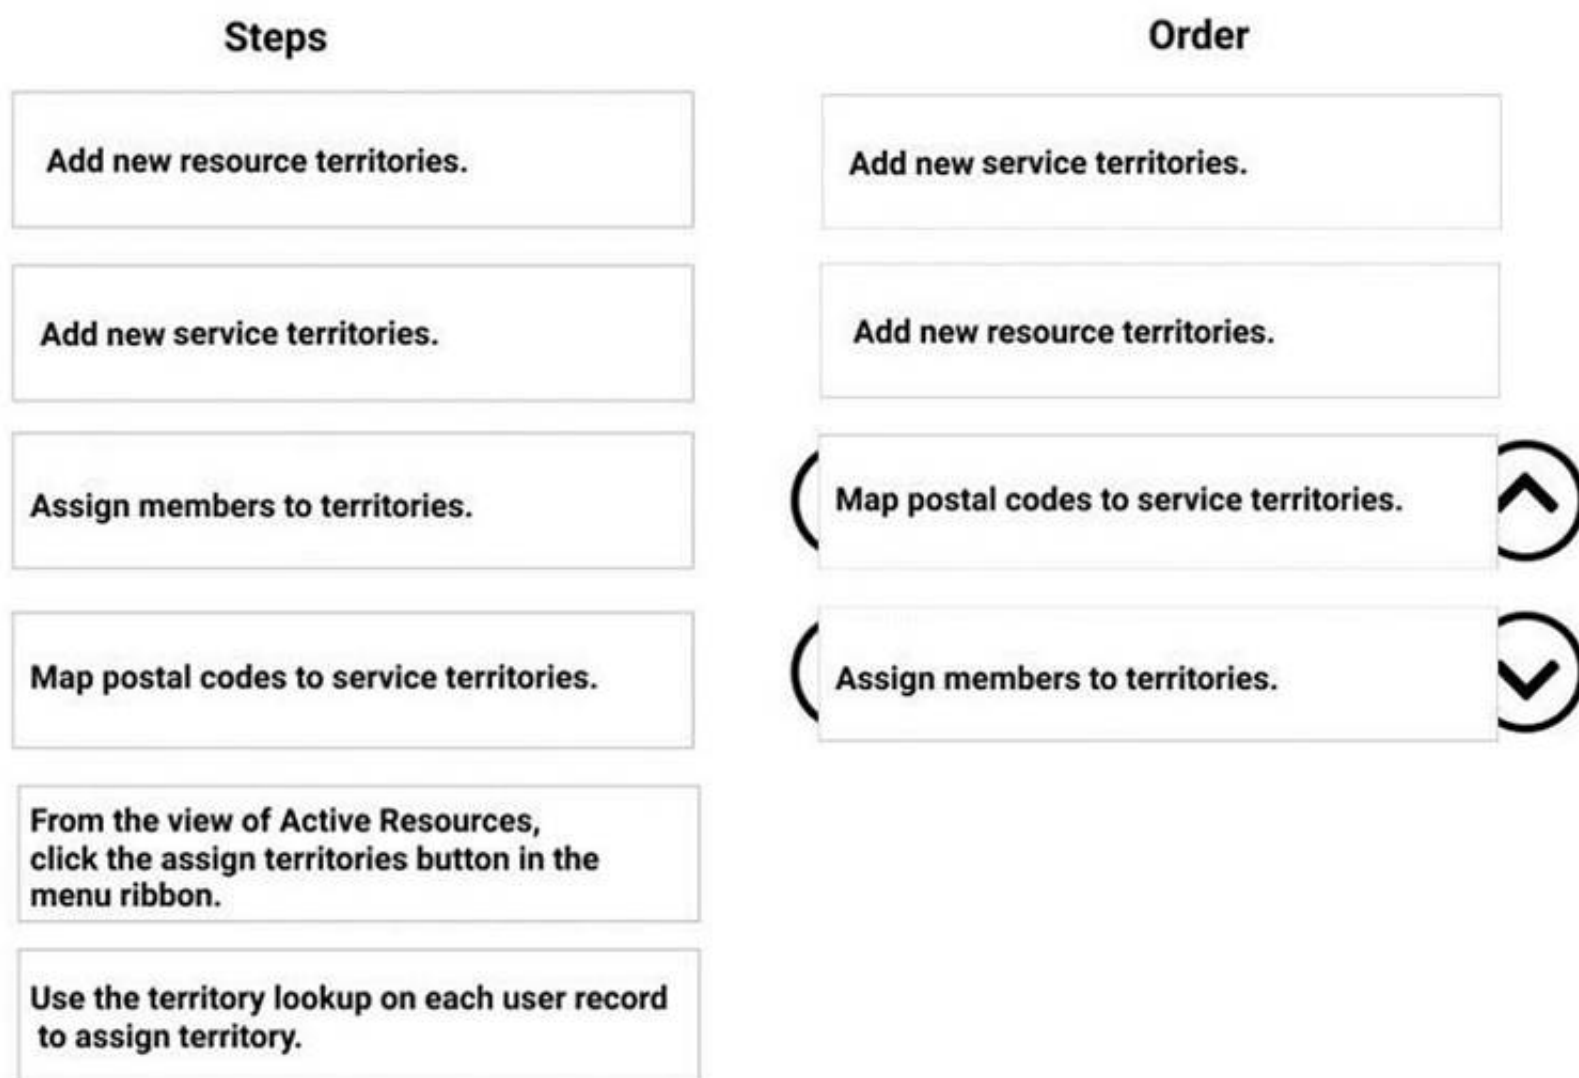 Steps
Add new resource territories.
Add new service territories.
Assign members to territories.
Map postal codes to service territories.
From the view of Active Resources,
click the assign territories button in the
menu ribbon.
Use the territory lookup on each user record
to assign territory.
Order
Add new service territories.
Add new resource territories.
Map postal codes to service territories.
Assign members to territories.